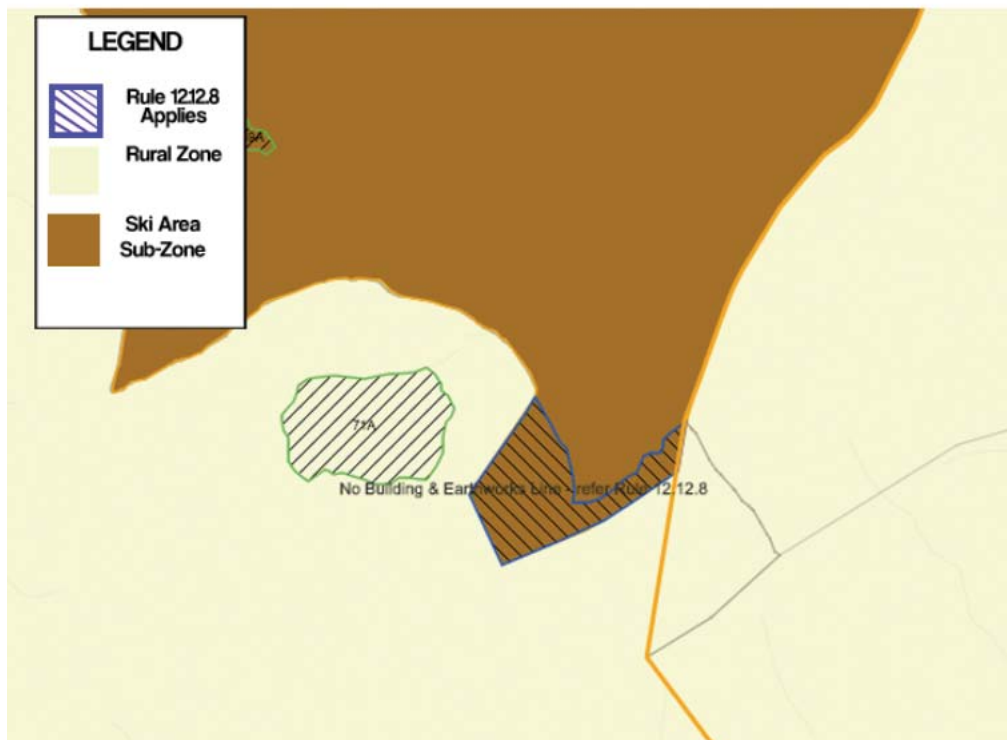 LEGEND
Rule 12.12.8
Applies
Rural Zone
Ski Area
Sub-Zone
71A
No Building & Earthworks Line - refer Rule 12.12.8